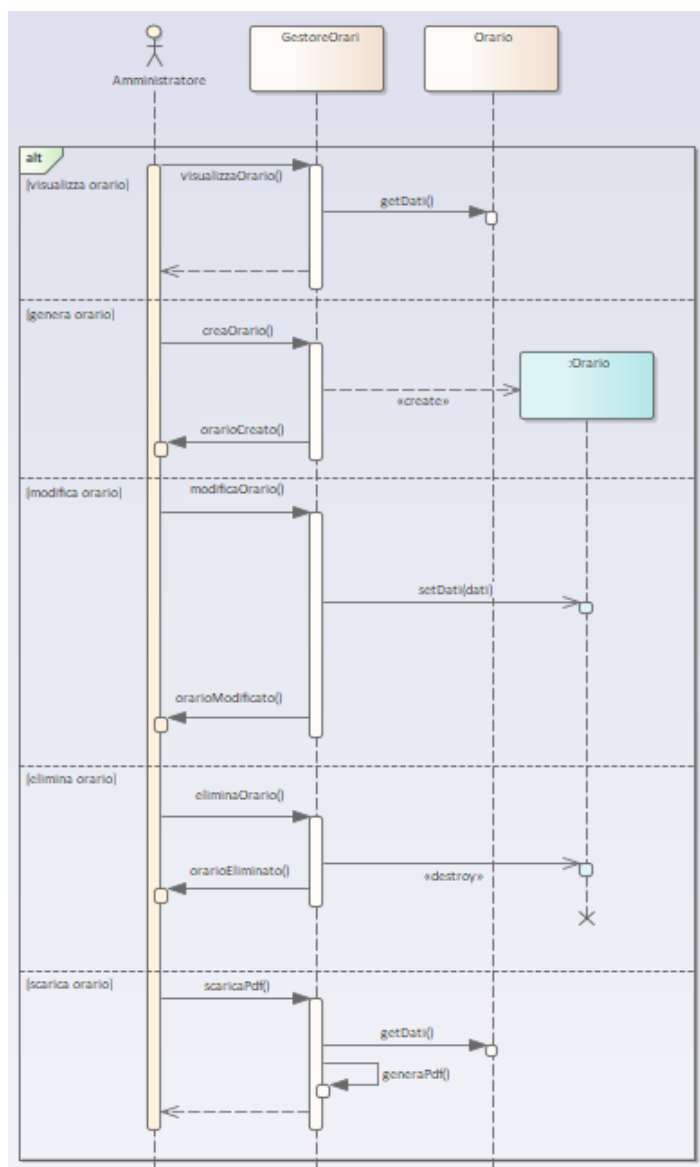 GestoreOrari
Orario
Amministratore
alt
[visualizza orario]
visualizzaOrario()
getDati()
[genera orario]
creaOrario()
:Orario
«create»
orarioCreato()
[modifica orario]
modificaOrario()
setDati(dati)
orarioModificato()
[elimina orario]
eliminaOrario()
orarioEliminato()
«destroy»
[scarica orario]
scaricaPdf()
getDati()
generaPdf()